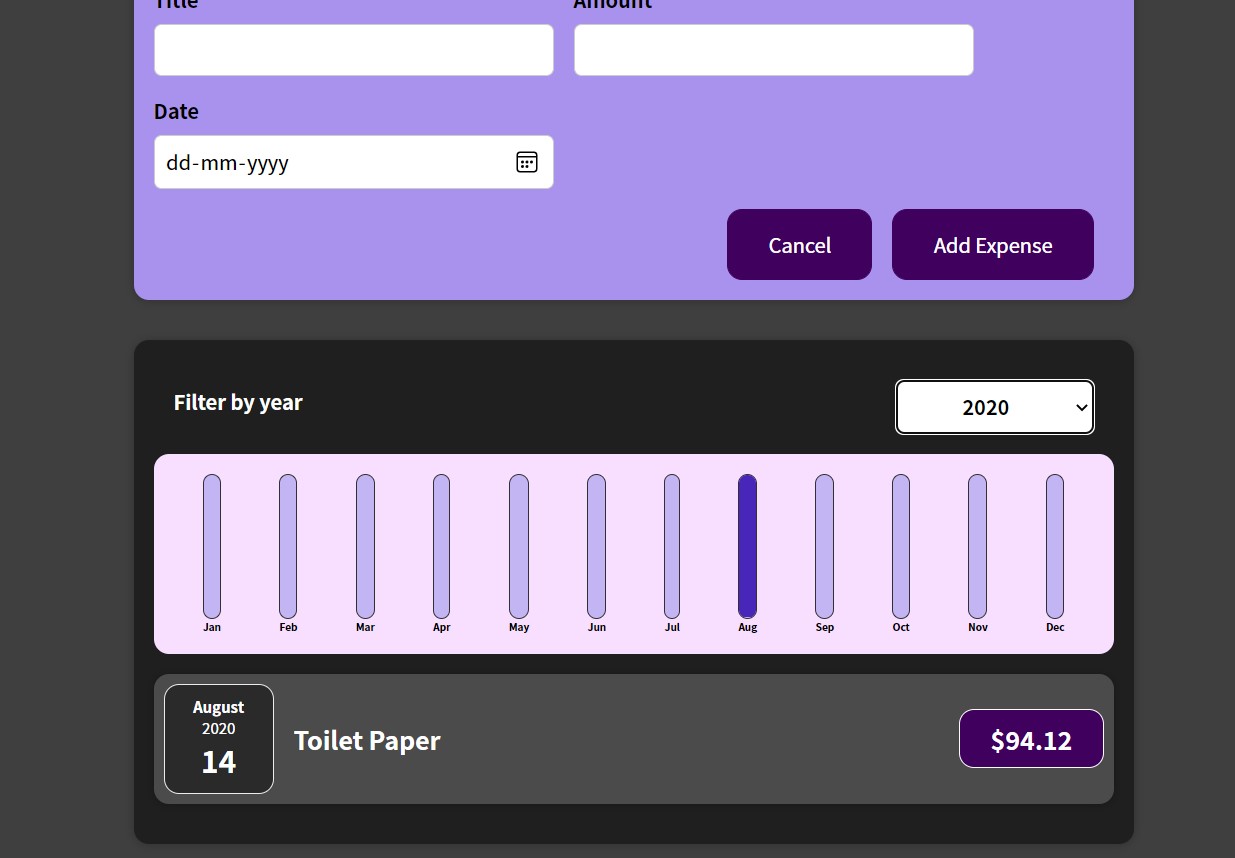 Title
Amount
Date
dd-mm-yyyy
Cancel
Add Expense
Filter by year
2020
Jan
Feb
Mar
Apr
May
Jun
Jul
Aug
Sep
Oct
Nov
Dec
August
2020
14
Toilet Paper
$94.12